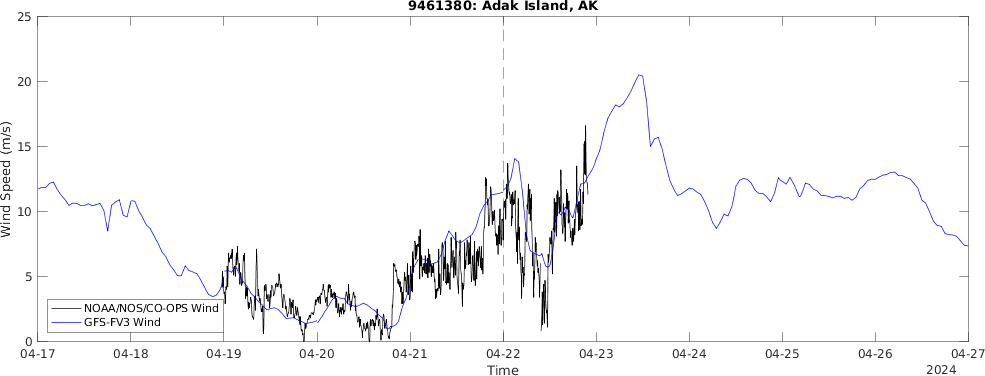 9461380: Adak Island, AK
Wind Speed (m/s)
25
20
15
10
5
0
NOAA/NOS/CO-OPS Wind
GFS-FV3 Wind
04-17 04-18 04-19 04-20 04-21 04-22 04-23 04-24 04-25 04-26 04-27
Time
2024